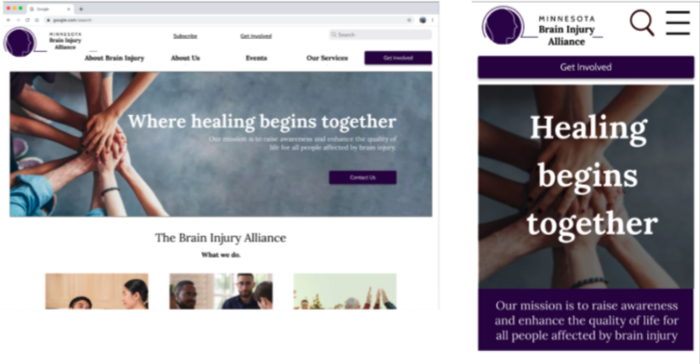 Google
google.com/search
MINNESOTA
Brain Injury
Alliance
Subscribe
Get Involved
Search
About Brain Injury
About Us
Events
Our Services
Get Involved
Where healing begins together
Our mission is to raise awareness and enhance the quality of
life for all people affected by brain injury.
Contact Us
The Brain Injury Alliance
What we do.
MINNESOTA
Brain Injury
Alliance
Get Involved
Healing
begins
together
Our mission is to raise awareness
and enhance the quality of life for
all people affected by brain injury